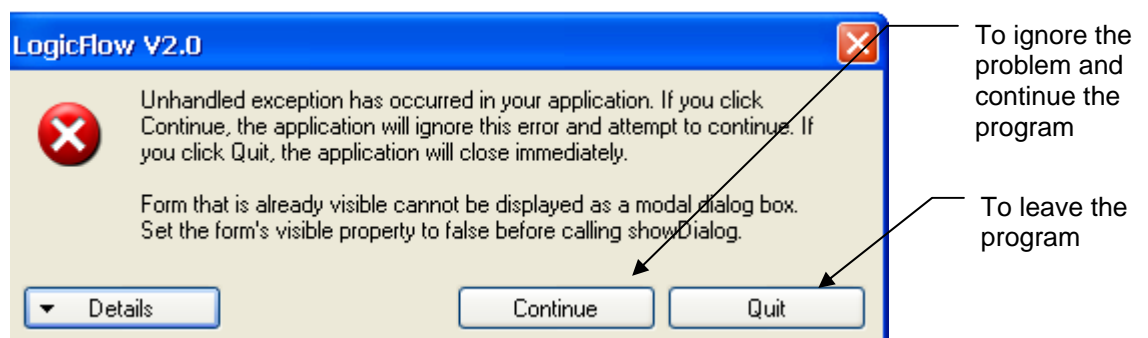 LogicFlow V2.0
Unhandled exception has occurred in your application. If you click
Continue, the application will ignore this error and attempt to continue. If
you click Quit, the application will close immediately.
Form that is already visible cannot be displayed as a modal dialog box.
Set the form's visible property to false before calling showDialog.
Details
Continue
Quit
To ignore the
problem and
continue the
program
To leave the
program